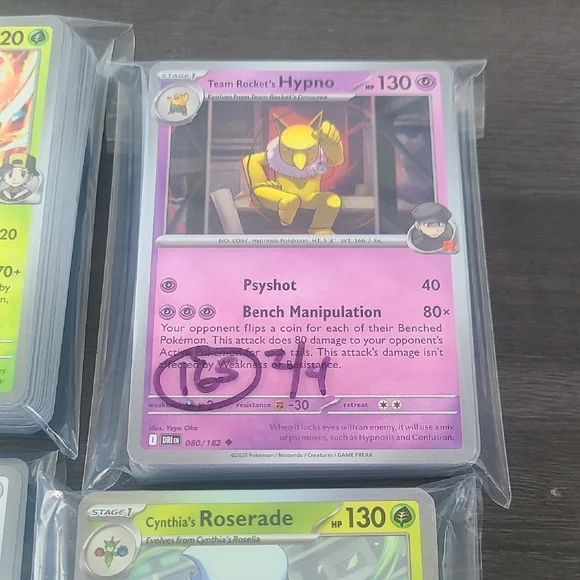 20
20
70+
by
STAGE 1
Team Rocket's Hypno
HP 130
Evolves from Team Rocket's Drowzee
NO. 0097 Hypnosis Pokémon HT: 5'3" WT: 166.7 lbs.
Psyshot 40
Bench Manipulation 80×
Your opponent flips a coin for each of their Benched
Pokémon. This attack does 80 damage to your opponent's
Active Pokémon for each tails. This attack's damage isn't
affected by Weakness or Resistance.
weakness ×2 resistance -30 retreat
Illus. Yuya Oka
I DRI EN 080/182
When it locks eyes with an enemy, it will use a
mix of psi moves, such as Hypnosis and Confusion.
©2025 Pokémon / Nintendo / Creatures / GAME FREAK
STAGE 1
Cynthia's Roserade
HP 130
Evolves from Cynthia's Roselia